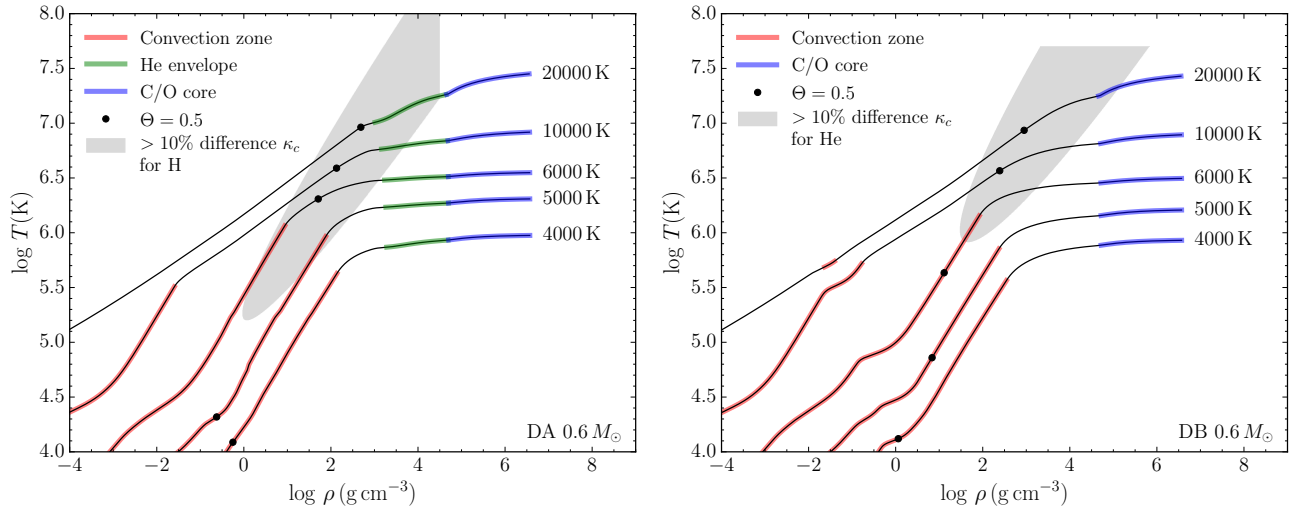 Convection zone
He envelope
C/O core
Θ = 0.5
> 10% difference κ_c
for H
20000 K
10000 K
6000 K
5000 K
4000 K
DA 0.6 M_⊙
8.0
7.5
7.0
6.5
6.0
5.5
5.0
4.5
4.0
log T (K)
−4 −2 0 2 4 6 8
log ρ (g cm⁻³)
Convection zone
C/O core
Θ = 0.5
> 10% difference κ_c
for He
20000 K
10000 K
6000 K
5000 K
4000 K
DB 0.6 M_⊙
8.0
7.5
7.0
6.5
6.0
5.5
5.0
4.5
4.0
log T (K)
−4 −2 0 2 4 6 8
log ρ (g cm⁻³)